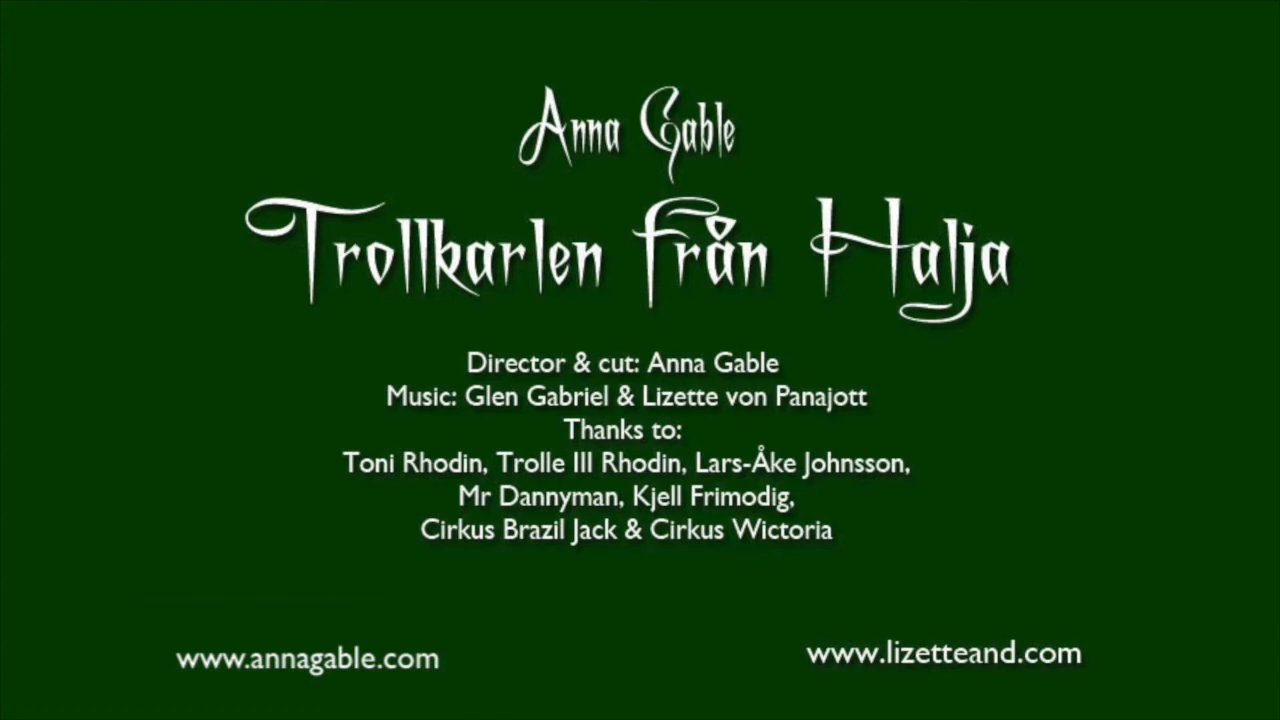 Anna Gable
Trollkarlen från Halja
Director & cut: Anna Gable
Music: Glen Gabriel & Lizette von Panajott
Thanks to:
Toni Rhodin, Trolle III Rhodin, Lars-Åke Johnsson,
Mr Dannyman, Kjell Frimodig,
Cirkus Brazil Jack & Cirkus Wictoria
www.annagable.com
www.lizetteand.com